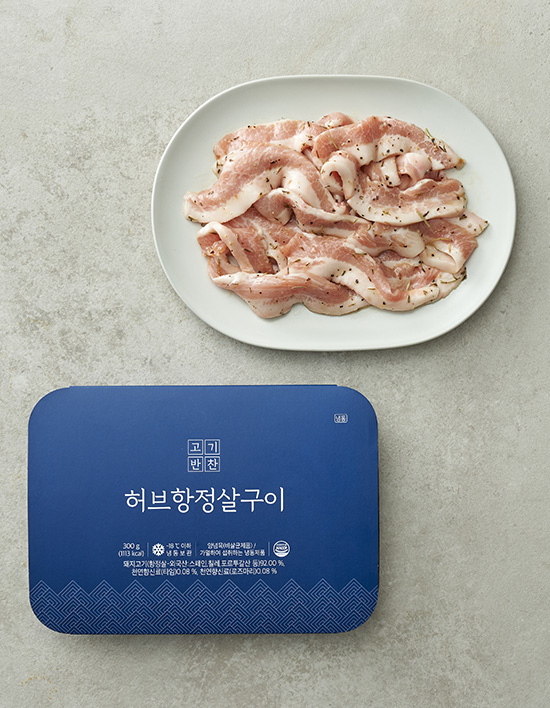 냉동
고기
반찬
허브항정살구이
300 g
(1113 kcal)
-18 ℃ 이하
냉동보관
양념육(비살균제품) /
가열하여 섭취하는 냉동제품
돼지고기(항정살-외국산:스페인,칠레,포르투갈산 등)92.00 %,
천연향신료(타임)0.08 %, 천연향신료(로즈마리)0.08 %